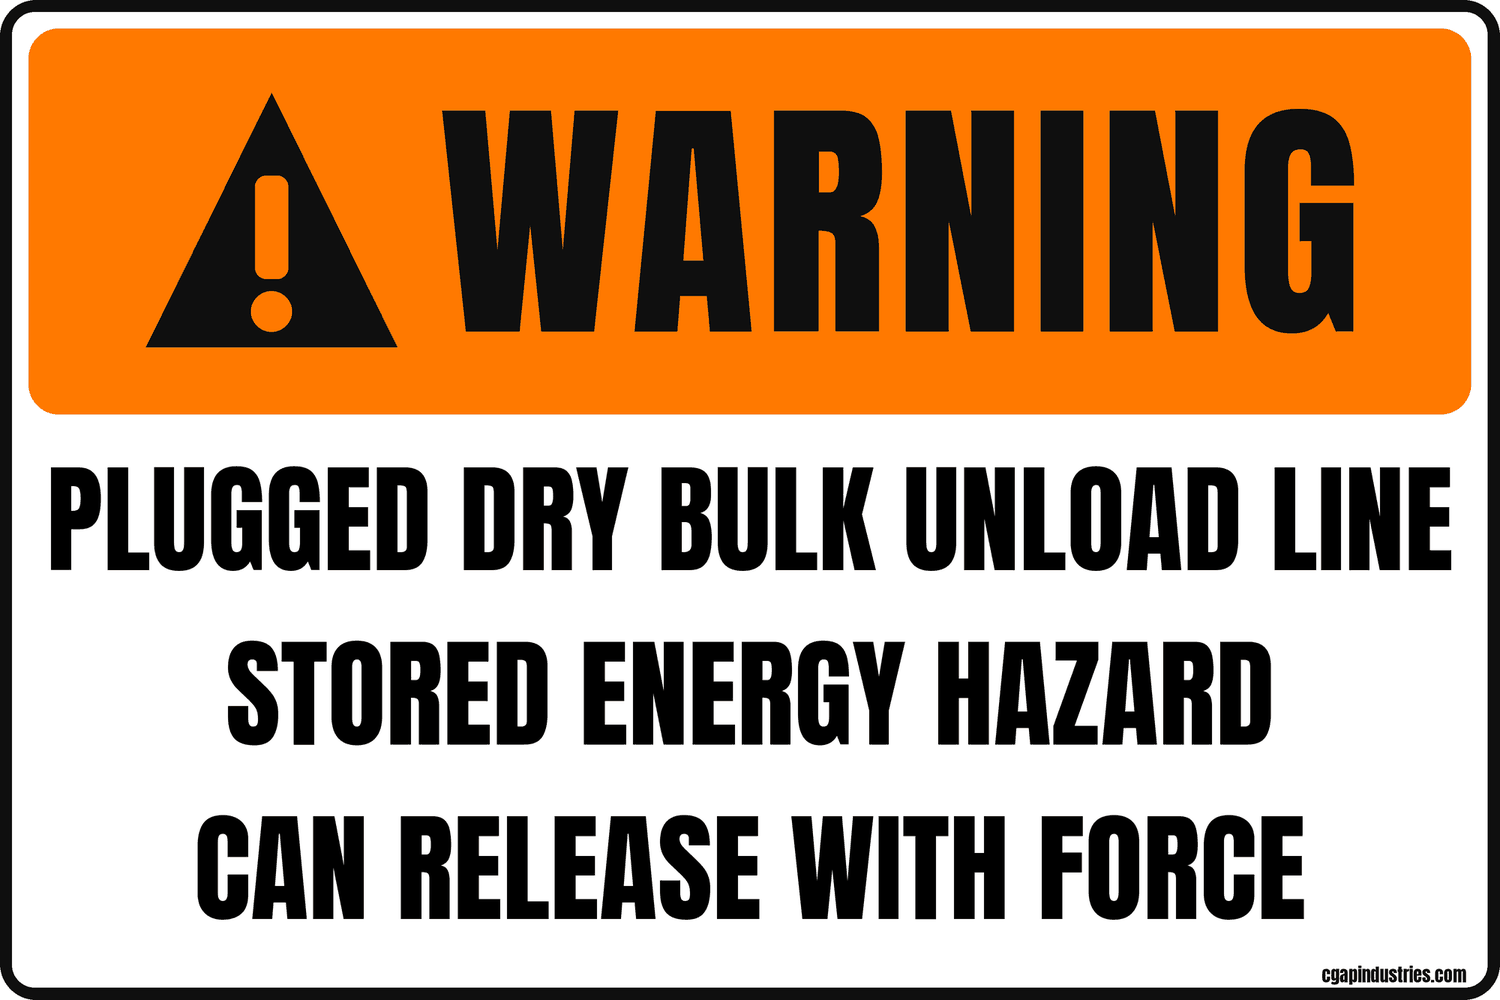 WARNING
PLUGGED DRY BULK UNLOAD LINE
STORED ENERGY HAZARD
CAN RELEASE WITH FORCE
cgapindustries.com